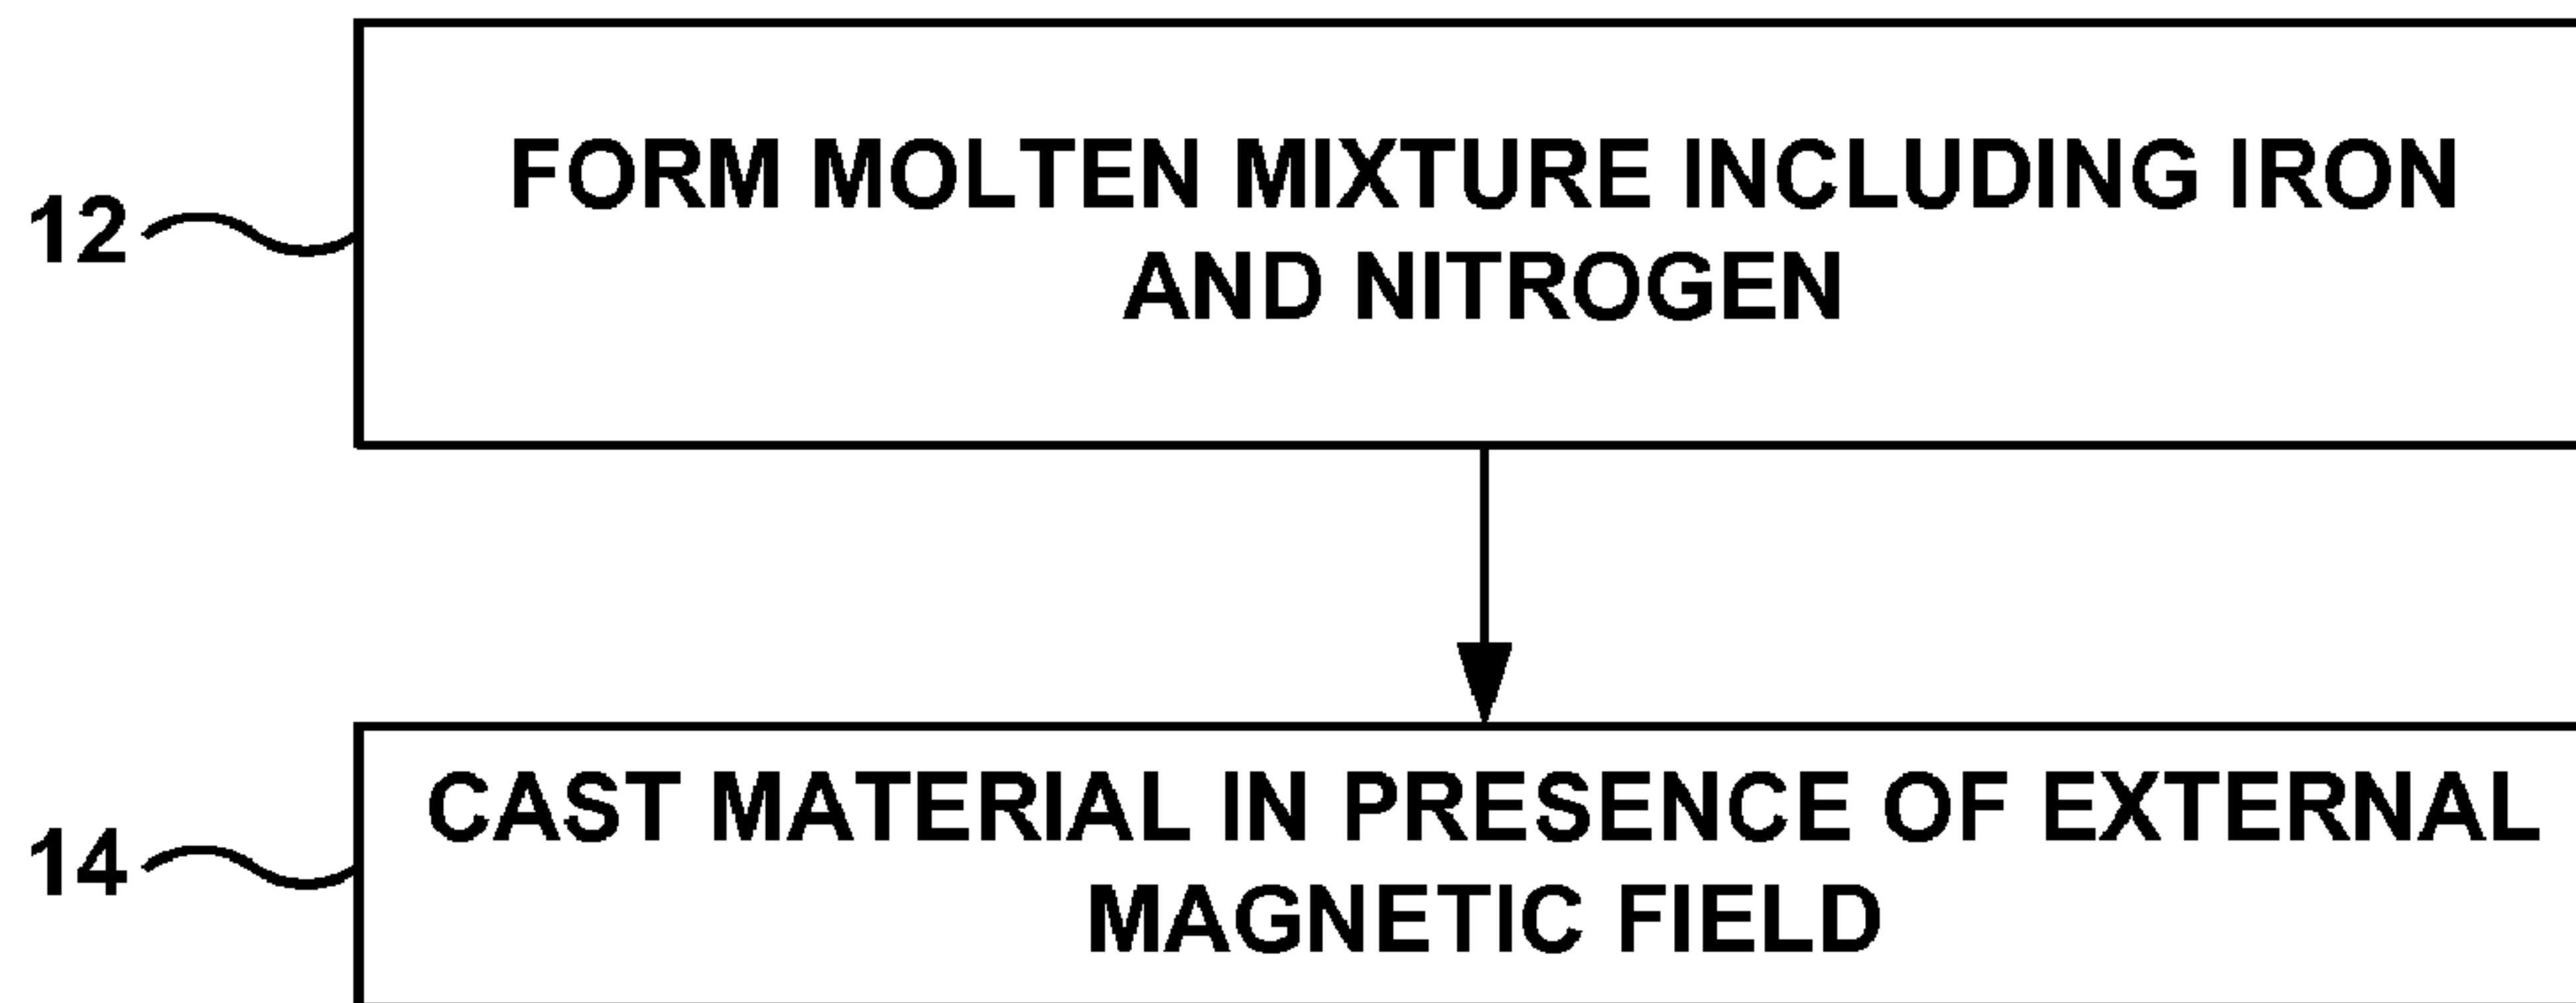 12
FORM MOLTEN MIXTURE INCLUDING IRON
AND NITROGEN
14
CAST MATERIAL IN PRESENCE OF EXTERNAL
MAGNETIC FIELD